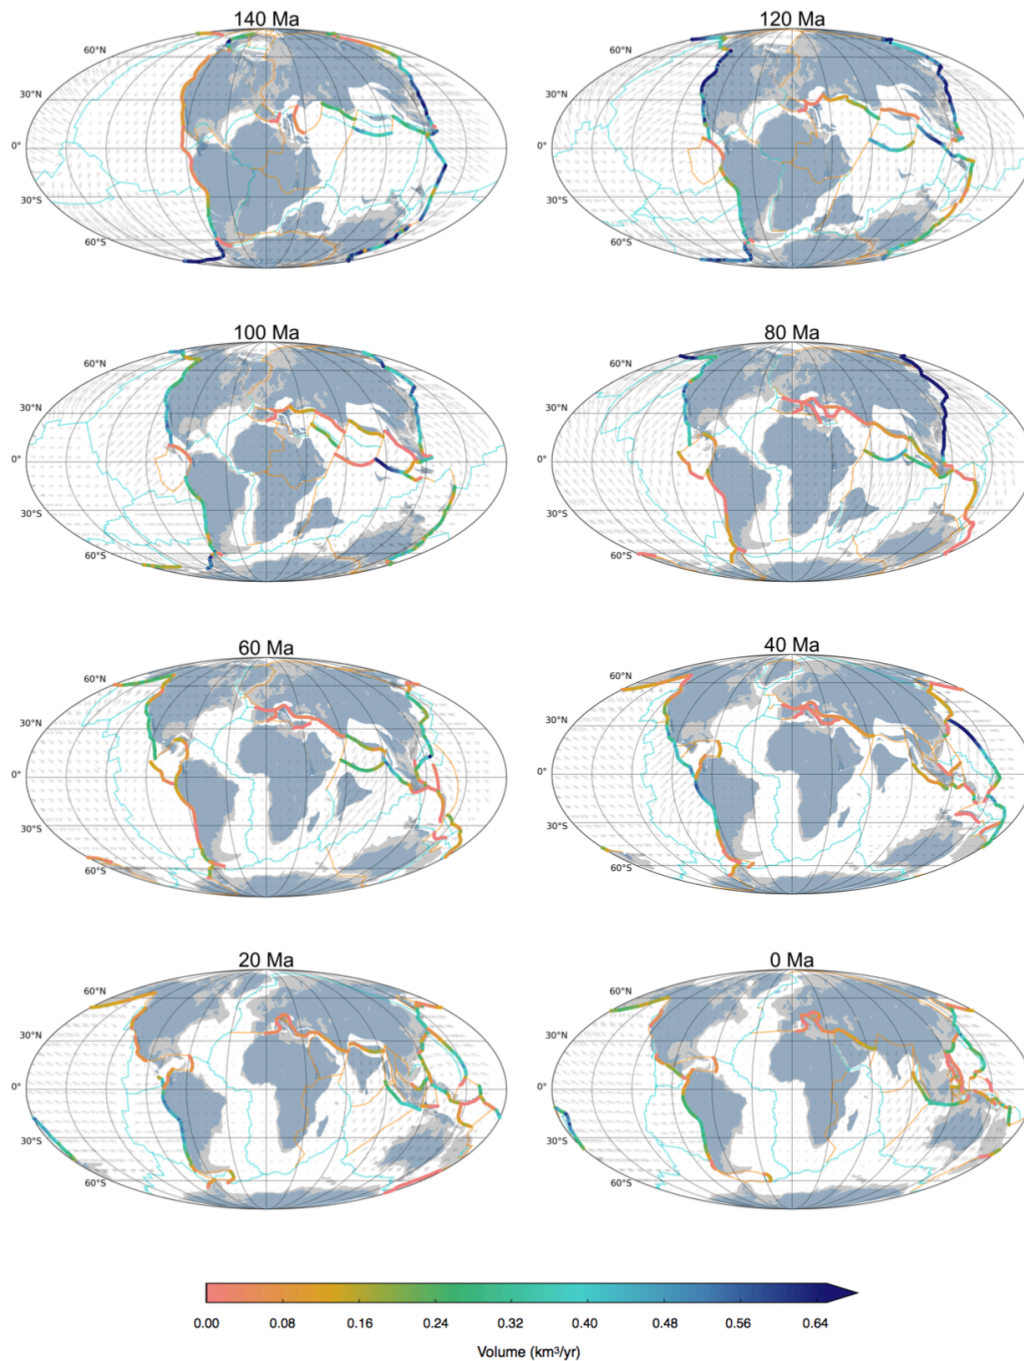 140 Ma 120 Ma
60°N 60°N
30°N 30°N
0° 0°
30°S 30°S
60°S 60°S
100 Ma 80 Ma
60°N 60°N
30°N 30°N
0° 0°
30°S 30°S
60°S 60°S
60 Ma 40 Ma
60°N 60°N
30°N 30°N
0° 0°
30°S 30°S
60°S 60°S
20 Ma 0 Ma
60°N 60°N
30°N 30°N
0° 0°
30°S 30°S
60°S 60°S
0.00 0.08 0.16 0.24 0.32 0.40 0.48 0.56 0.64
Volume (km³/yr)